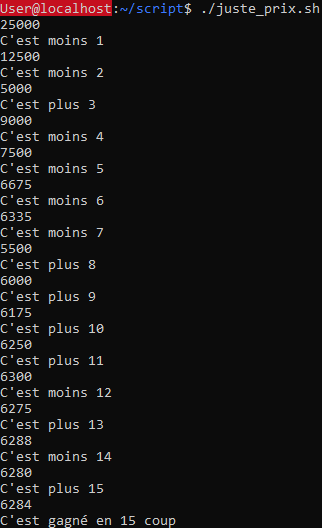 User@localhost:~/script$ ./juste_prix.sh
25000
C'est moins 1
12500
C'est moins 2
5000
C'est plus 3
9000
C'est moins 4
7500
C'est moins 5
6675
C'est moins 6
6335
C'est moins 7
5500
C'est plus 8
6000
C'est plus 9
6175
C'est plus 10
6250
C'est plus 11
6300
C'est moins 12
6275
C'est plus 13
6288
C'est moins 14
6280
C'est plus 15
6284
C'est gagné en 15 coup